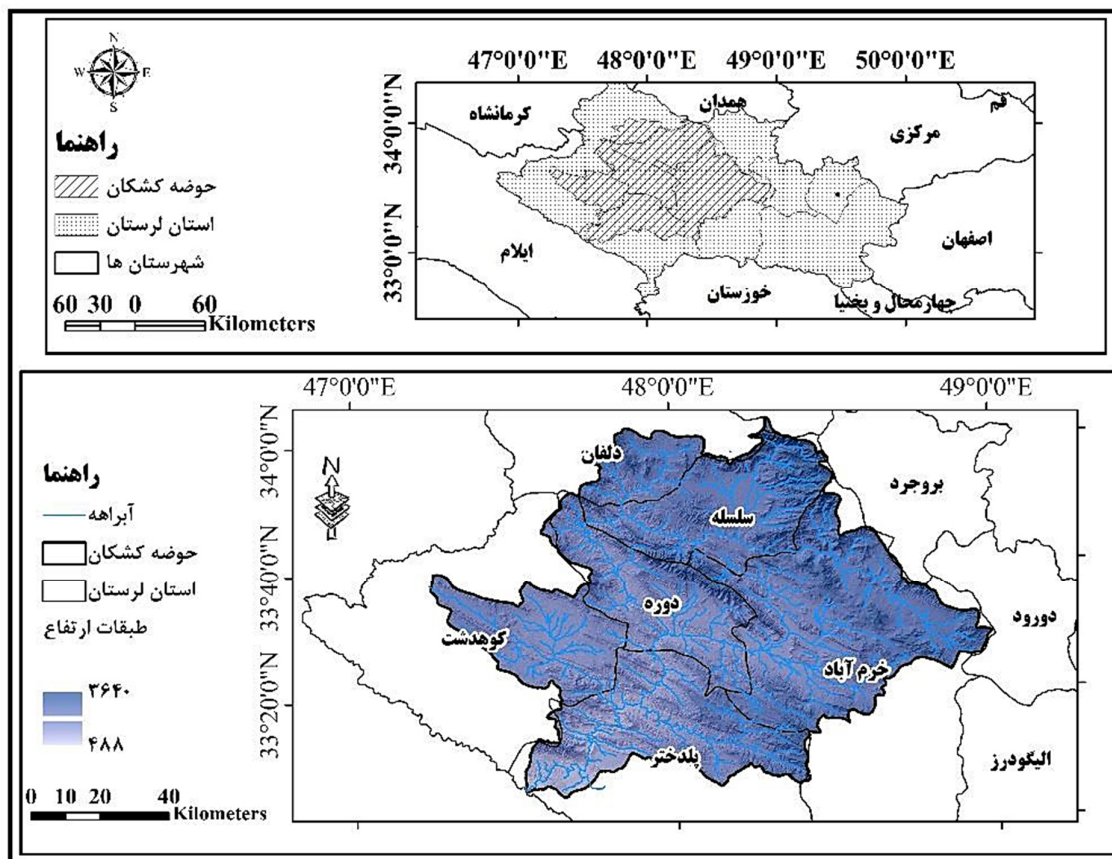 N
W E
S
راهنما
حوضه کشکان
استان لرستان
شهرستان ها
60 30 0 60
Kilometers
47°0'0"E 48°0'0"E 49°0'0"E 50°0'0"E
34°0'0"N
33°0'0"N
کرمانشاه
همدان
قم
مرکزی
ایلام
اصفهان
خوزستان
چهارمحال و بختیا
47°0'0"E 48°0'0"E 49°0'0"E
34°0'0"N
33°40'0"N
33°20'0"N
N
راهنما
آبراهه
حوضه کشکان
استان لرستان
طبقات ارتفاع
۳۶۴۰
۴۸۸
0 10 20 40
Kilometers
دلفان
بروجرد
سلسله
دوره
دورود
کوهدشت
خرم آباد
پلدختر
الیگودرز